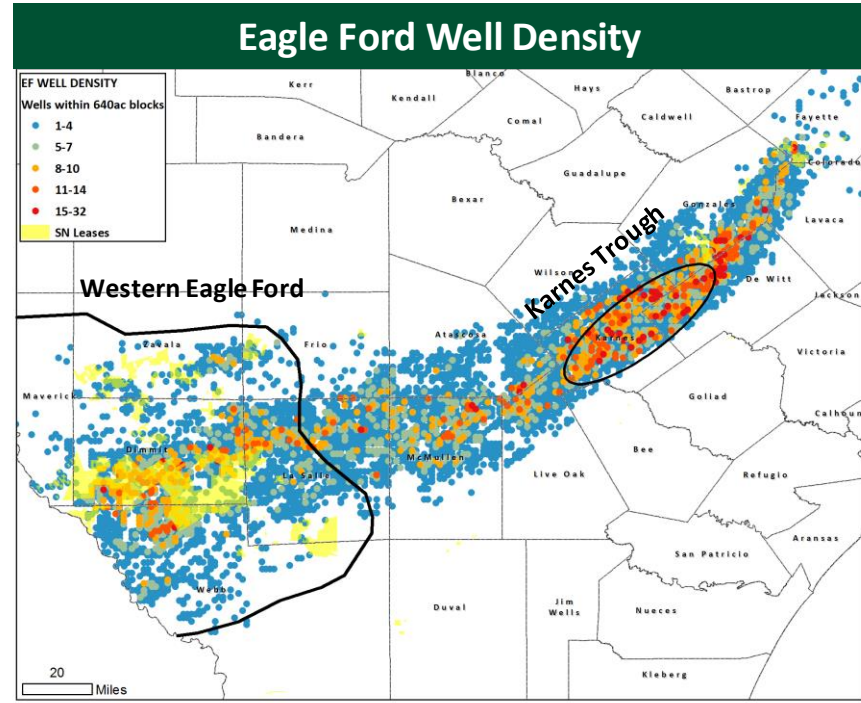 Eagle Ford Well Density
EF WELL DENSITY
Wells within 640ac blocks
1-4
5-7
8-10
11-14
15-32
SN Leases
Kerr
Kendall
Blanco
Hays
Bastrop
Bandera
Comal
Caldwell
Fayette
Guadalupe
Colorado
Bexar
Gonzales
Lavaca
Medina
Karnes Trough
Wilson
De Witt
Western Eagle Ford
Jackson
Zavala
Frio
Atascosa
Karnes
Victoria
Maverick
Goliad
Calhoun
Dimmit
La Salle
McMullen
Bee
Live Oak
Refugio
Aransas
San Patricio
Webb
Duval
Jim
Wells
Nueces
Kleberg
20
Miles